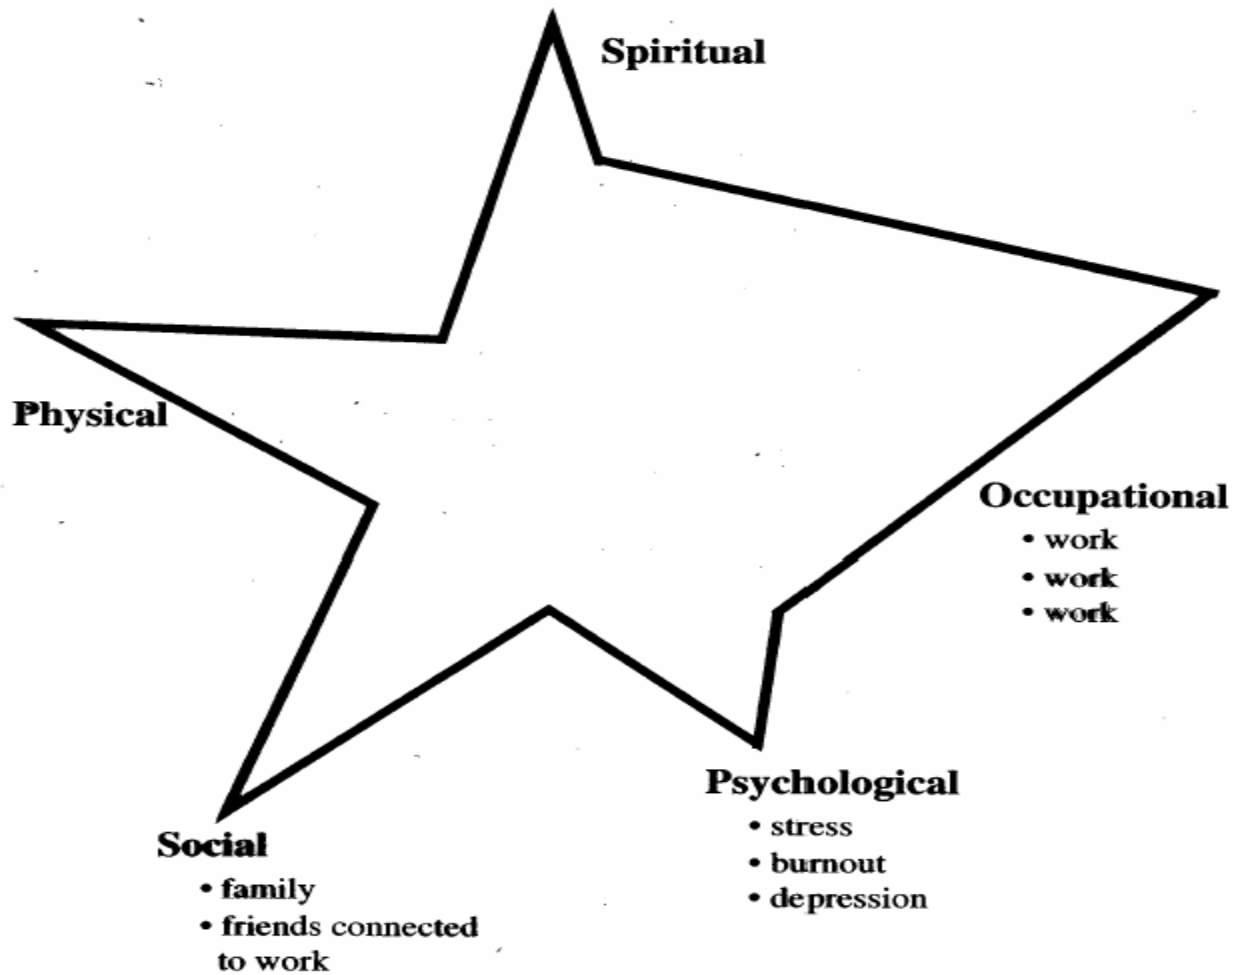 Spiritual
Physical
Occupational
• work
• work
• work
Psychological
• stress
• burnout
• depression
Social
• family
• friends connected
to work